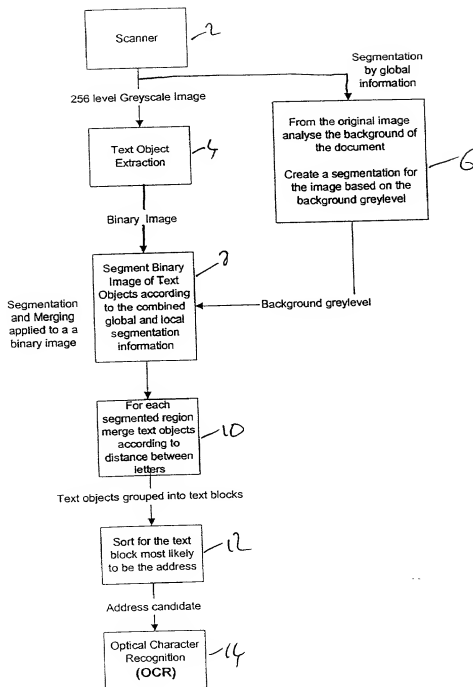 Scanner
2
Segmentation
by global
information
256 level Greyscale Image
Text Object
Extraction
4
From the original image
analyse the background of
the document
Create a segmentation for
the image based on the
background greylevel
6
Binary Image
Segment Binary
Image of Text
Objects according
to the combined
global and local
segmentation
information
8
Segmentation
and Merging
applied to a a
binary image
Background greylevel
For each
segmented region
merge text objects
according to
distance between
letters
10
Text objects grouped into text blocks
Sort for the text
block most likely
to be the address
12
Address candidate
Optical Character
Recognition
(OCR)
14